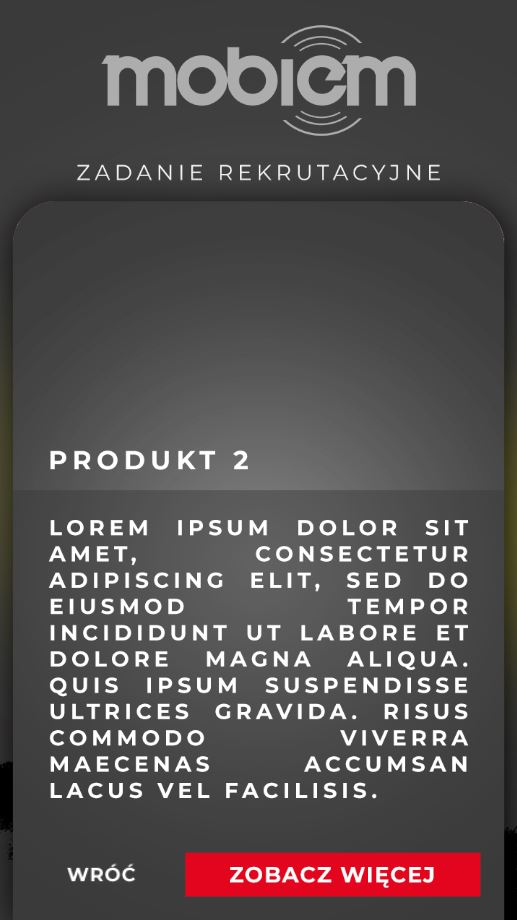 mobiem
ZADANIE REKRUTACYJNE
PRODUKT 2
LOREM IPSUM DOLOR SIT
AMET, CONSECTETUR
ADIPISCING ELIT, SED DO
EIUSMOD TEMPOR
INCIDIDUNT UT LABORE ET
DOLORE MAGNA ALIQUA.
QUIS IPSUM SUSPENDISSE
ULTRICES GRAVIDA. RISUS
COMMODO VIVERRA
MAECENAS ACCUMSAN
LACUS VEL FACILISIS.
WRÓĆ
ZOBACZ WIĘCEJ